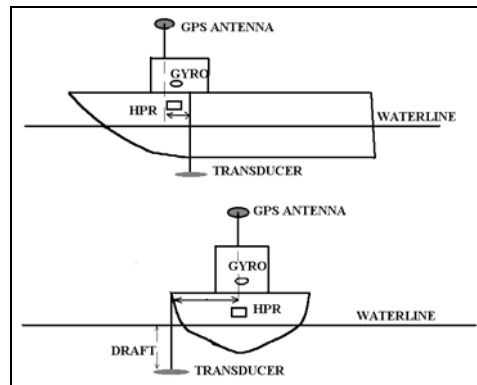 GPS ANTENNA
GYRO
HPR
WATERLINE
TRANSDUCER
GPS ANTENNA
GYRO
HPR
WATERLINE
DRAFT
TRANSDUCER